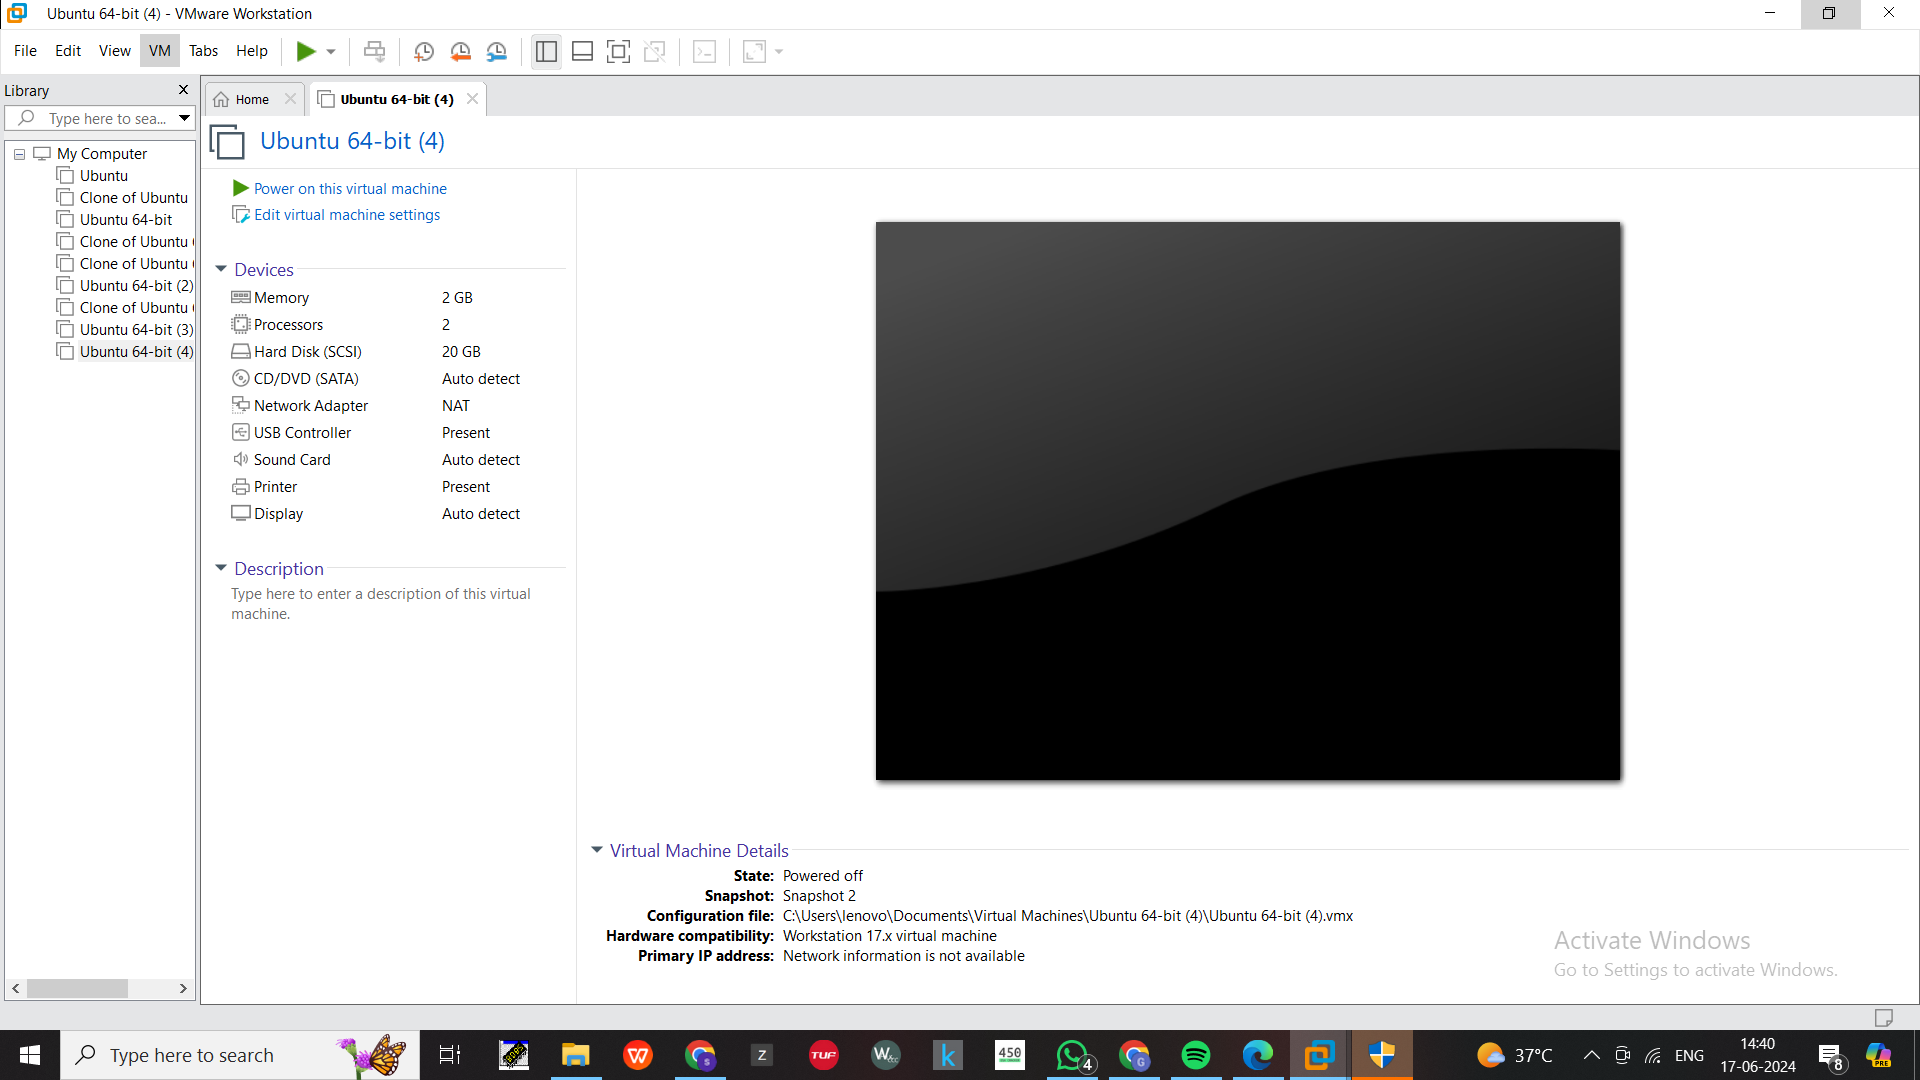 Ubuntu 64-bit (4) - VMware Workstation
File Edit View VM Tabs Help
Library
Home
Ubuntu 64-bit (4)
Type here to sea...
Ubuntu 64-bit (4)
My Computer
Ubuntu
Clone of Ubuntu
Ubuntu 64-bit
Clone of Ubuntu
Clone of Ubuntu
Ubuntu 64-bit (2)
Clone of Ubuntu
Ubuntu 64-bit (3)
Ubuntu 64-bit (4)
Power on this virtual machine
Edit virtual machine settings
Devices
Memory 2 GB
Processors 2
Hard Disk (SCSI) 20 GB
CD/DVD (SATA) Auto detect
Network Adapter NAT
USB Controller Present
Sound Card Auto detect
Printer Present
Display Auto detect
Description
Type here to enter a description of this virtual
machine.
Virtual Machine Details
State: Powered off
Snapshot: Snapshot 2
Configuration file: C:\Users\lenovo\Documents\Virtual Machines\Ubuntu 64-bit (4)\Ubuntu 64-bit (4).vmx
Hardware compatibility: Workstation 17.x virtual machine
Primary IP address: Network information is not available
Activate Windows
Go to Settings to activate Windows.
Type here to search
Z
TUF
k
450
4
37°C
ENG
14:40
17-06-2024
8
PRE